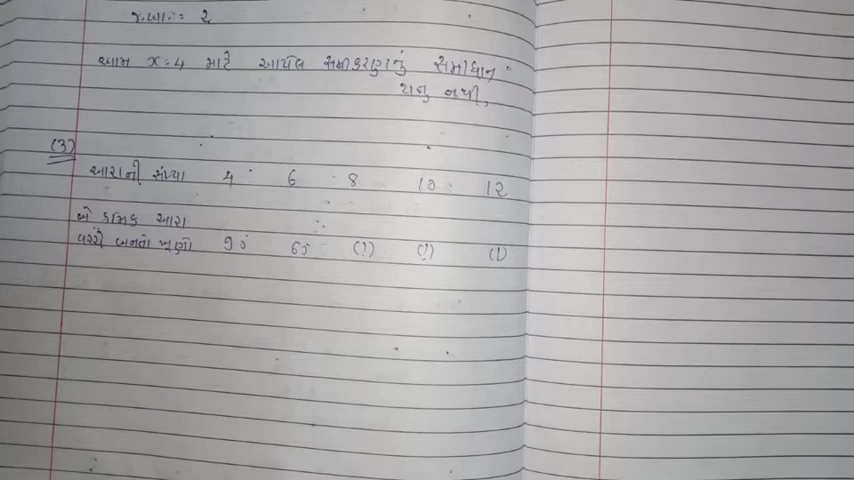 જ.બા. = 2
આમ x = 4 માટે આપેલ સમીકરણનું સમાધાન
થતુ નથી.
(3)
આરાની સંખ્યા 4 6 8 10 12
બે ક્રમિક આરા
વચ્ચે બનતો ખુણો 90° 60° (?) (?) (?)